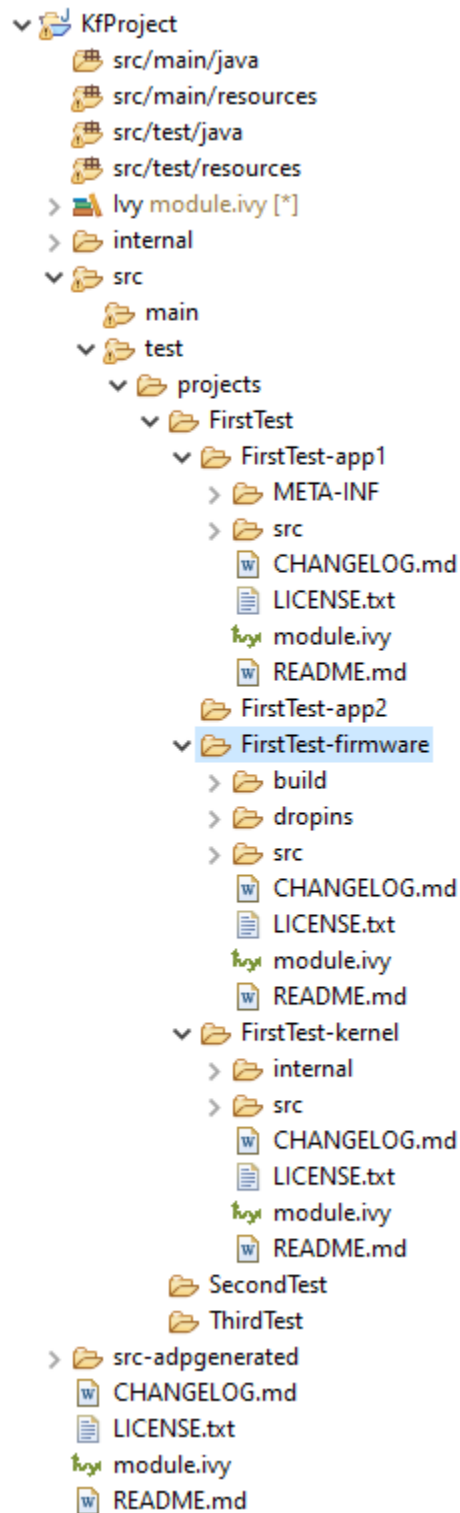 KfProject
src/main/java
src/main/resources
src/test/java
src/test/resources
Ivy module.ivy [*]
internal
src
main
test
projects
FirstTest
FirstTest-app1
META-INF
src
CHANGELOG.md
LICENSE.txt
module.ivy
README.md
FirstTest-app2
FirstTest-firmware
build
dropins
src
CHANGELOG.md
LICENSE.txt
module.ivy
README.md
FirstTest-kernel
internal
src
CHANGELOG.md
LICENSE.txt
module.ivy
README.md
SecondTest
ThirdTest
src-adpgenerated
CHANGELOG.md
LICENSE.txt
module.ivy
README.md